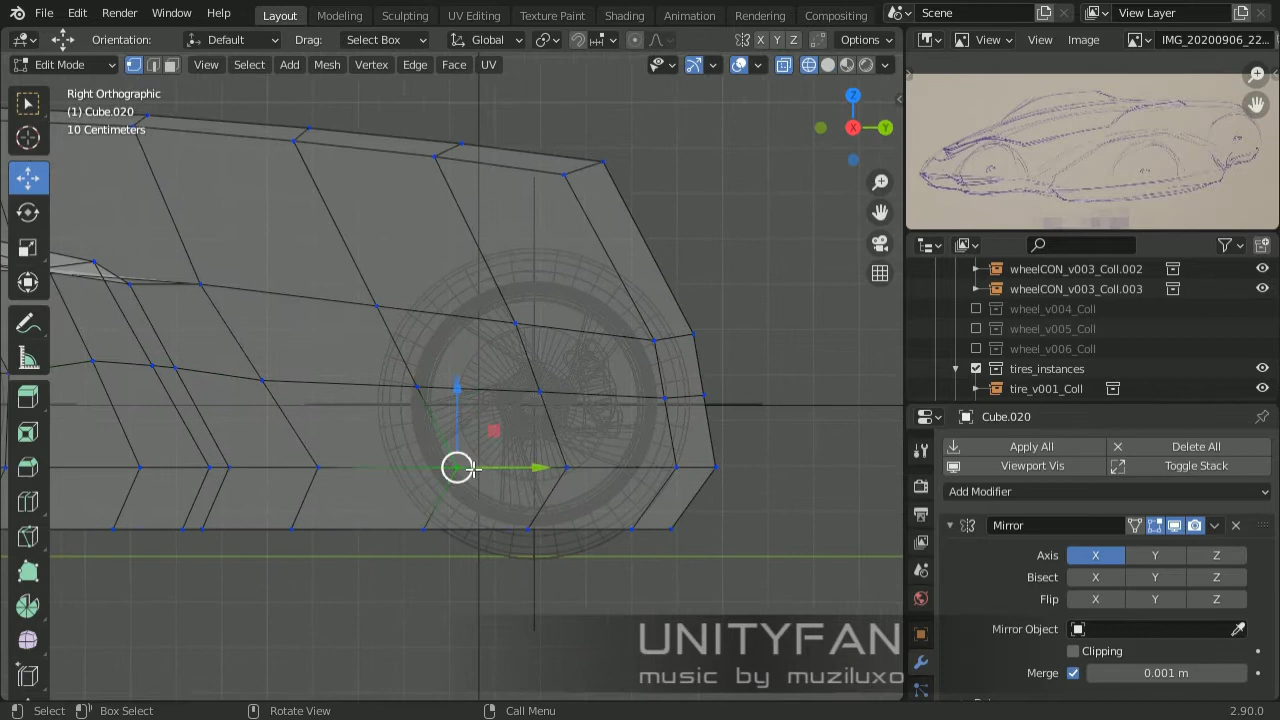 File Edit Render Window Help Layout Modeling Sculpting UV Editing Texture Paint Shading Animation Rendering Compositing Scene View Layer
Orientation: Default Drag: Select Box Global X Y Z Options View View Image IMG_20200906_22...
Edit Mode View Select Add Mesh Vertex Edge Face UV
Right Orthographic
(1) Cube.020
10 Centimeters
Z
X
Y
wheelCON_v003_Coll.002
wheelCON_v003_Coll.003
wheel_v004_Coll
wheel_v005_Coll
wheel_v006_Coll
tires_instances
tire_v001_Coll
Cube.020
Apply All Delete All
Viewport Vis Toggle Stack
Add Modifier
Mirror
Axis X Y Z
Bisect X Y Z
Flip X Y Z
Mirror Object
Clipping
Merge 0.001 m
UNITYFAN
music by muziluxo
Select Box Select Rotate View Call Menu 2.90.0